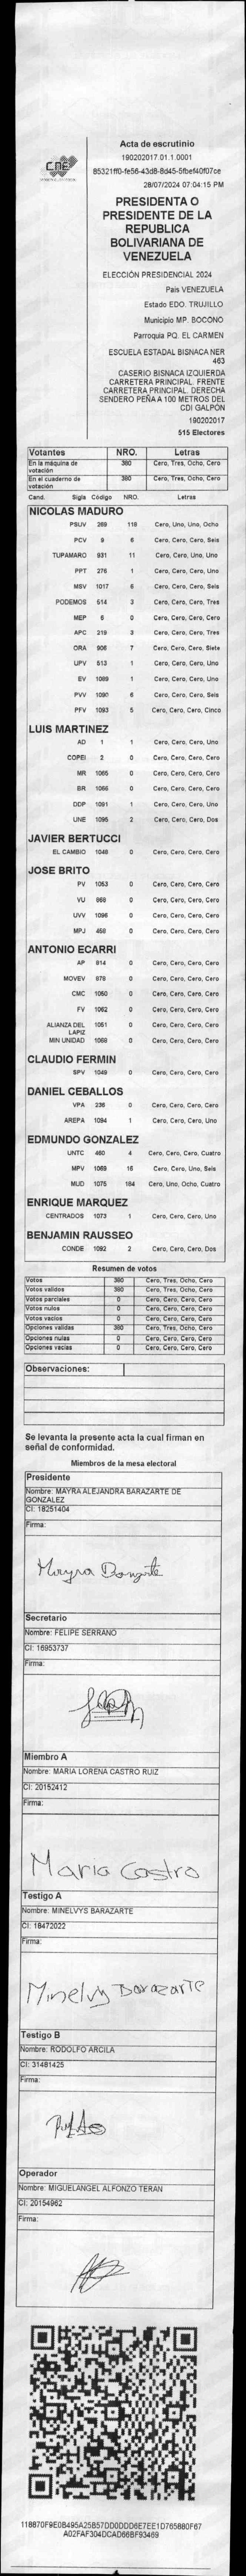 CNE
Acta de escrutinio
190202017.01.1.0001
85321ff0-fe56-43d8-8d45-5fbef40f07ce
28/07/2024 07:04:15 PM
PRESIDENTA O
PRESIDENTE DE LA
REPUBLICA
BOLIVARIANA DE
VENEZUELA
ELECCIÓN PRESIDENCIAL 2024
País VENEZUELA
Estado EDO. TRUJILLO
Municipio MP. BOCONO
Parroquia PQ. EL CARMEN
ESCUELA ESTADAL BISNACA NER
463
CASERIO BISNACA IZQUIERDA
CARRETERA PRINCIPAL. FRENTE
CARRETERA PRINCIPAL. DERECHA
SENDERO PEÑA A 100 METROS DEL
CDI GALPÓN
190202017
515 Electores
Votantes NRO. Letras
En la máquina de votación 380 Cero, Tres, Ocho, Cero
En el cuaderno de votación 380 Cero, Tres, Ocho, Cero
Cand. Sigla Código NRO. Letras
NICOLAS MADURO
PSUV 269 118 Cero, Uno, Uno, Ocho
PCV 9 6 Cero, Cero, Cero, Seis
TUPAMARO 931 11 Cero, Cero, Uno, Uno
PPT 276 1 Cero, Cero, Cero, Uno
MSV 1017 6 Cero, Cero, Cero, Seis
PODEMOS 514 3 Cero, Cero, Cero, Tres
MEP 6 0 Cero, Cero, Cero, Cero
APC 219 3 Cero, Cero, Cero, Tres
ORA 906 7 Cero, Cero, Cero, Siete
UPV 513 1 Cero, Cero, Cero, Uno
EV 1089 1 Cero, Cero, Cero, Uno
PVV 1090 6 Cero, Cero, Cero, Seis
PFV 1093 5 Cero, Cero, Cero, Cinco
LUIS MARTINEZ
AD 1 1 Cero, Cero, Cero, Uno
COPEI 2 0 Cero, Cero, Cero, Cero
MR 1065 0 Cero, Cero, Cero, Cero
BR 1066 0 Cero, Cero, Cero, Cero
DDP 1091 1 Cero, Cero, Cero, Uno
UNE 1095 2 Cero, Cero, Cero, Dos
JAVIER BERTUCCI
EL CAMBIO 1048 0 Cero, Cero, Cero, Cero
JOSE BRITO
PV 1053 0 Cero, Cero, Cero, Cero
VU 868 0 Cero, Cero, Cero, Cero
UVV 1096 0 Cero, Cero, Cero, Cero
MPJ 458 0 Cero, Cero, Cero, Cero
ANTONIO ECARRI
AP 914 0 Cero, Cero, Cero, Cero
MOVEV 978 0 Cero, Cero, Cero, Cero
CMC 1050 0 Cero, Cero, Cero, Cero
FV 1062 0 Cero, Cero, Cero, Cero
ALIANZA DEL LAPIZ 1051 0 Cero, Cero, Cero, Cero
MIN UNIDAD 1068 0 Cero, Cero, Cero, Cero
CLAUDIO FERMIN
SPV 1049 0 Cero, Cero, Cero, Cero
DANIEL CEBALLOS
VPA 236 0 Cero, Cero, Cero, Cero
AREPA 1094 1 Cero, Cero, Cero, Uno
EDMUNDO GONZALEZ
UNTC 460 4 Cero, Cero, Cero, Cuatro
MPV 1069 16 Cero, Cero, Uno, Seis
MUD 1075 184 Cero, Uno, Ocho, Cuatro
ENRIQUE MARQUEZ
CENTRADOS 1073 1 Cero, Cero, Cero, Uno
BENJAMIN RAUSSEO
CONDE 1092 2 Cero, Cero, Cero, Dos
Resumen de votos
Votos 380 Cero, Tres, Ocho, Cero
Votos validos 380 Cero, Tres, Ocho, Cero
Votos parciales 0 Cero, Cero, Cero, Cero
Votos nulos 0 Cero, Cero, Cero, Cero
Votos vacíos 0 Cero, Cero, Cero, Cero
Opciones validas 380 Cero, Tres, Ocho, Cero
Opciones nulas 0 Cero, Cero, Cero, Cero
Opciones vacias 0 Cero, Cero, Cero, Cero
Observaciones:
Se levanta la presente acta la cual firman en
señal de conformidad.
Miembros de la mesa electoral
Presidente
Nombre: MAYRA ALEJANDRA BARAZARTE DE
GONZALEZ
CI: 18251404
Firma:
Mayra
Secretario
Nombre: FELIPE SERRANO
CI: 16953737
Firma:
Miembro A
Nombre: MARIA LORENA CASTRO RUIZ
CI: 20152412
Firma:
Maria Castro
Testigo A
Nombre: MINELVYS BARAZARTE
CI: 18472022
Firma:
Minelvys Barazarte
Testigo B
Nombre: RODOLFO ARCILA
CI: 31481425
Firma:
Operador
Nombre: MIGUELANGEL ALFONZO TERAN
CI: 20154962
Firma:
118870F9E0B495A25B57DD0DDD6E7EE1D765880F67
A02FAF304DCAD66BF93469